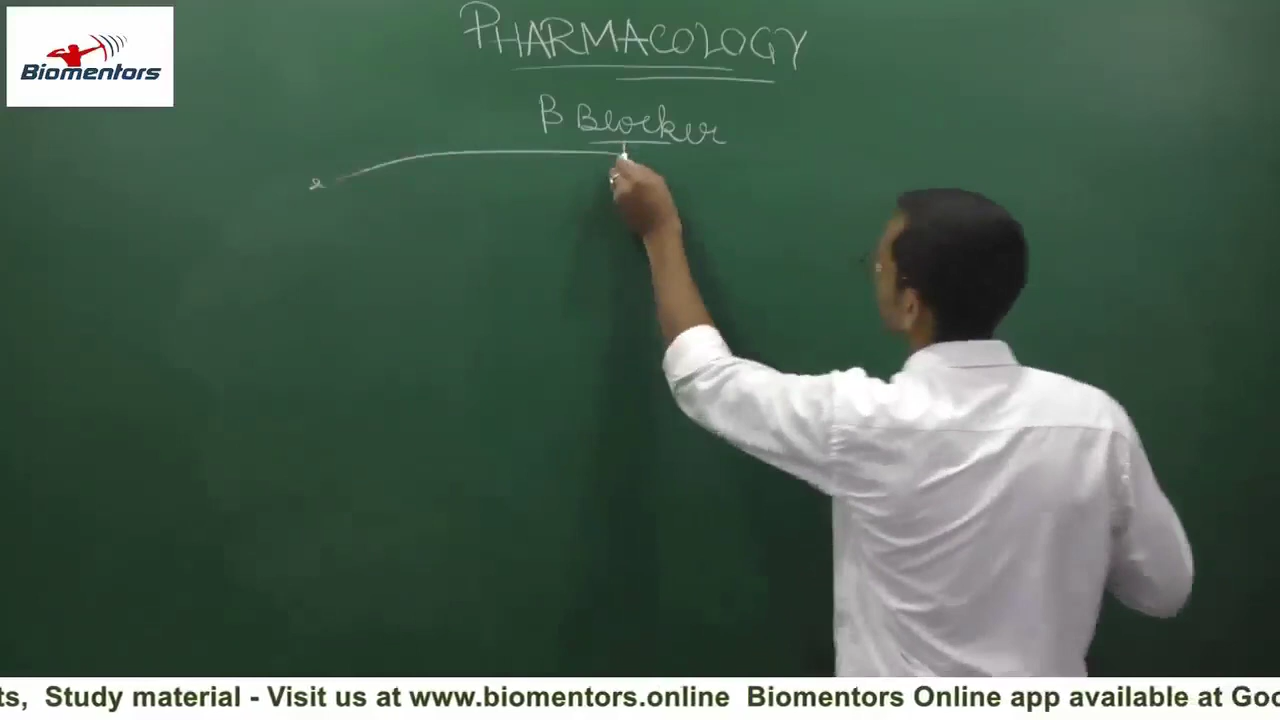 Biomentors
PHARMACOLOGY
β Blocker
ts, Study material - Visit us at www.biomentors.online Biomentors Online app available at Goo